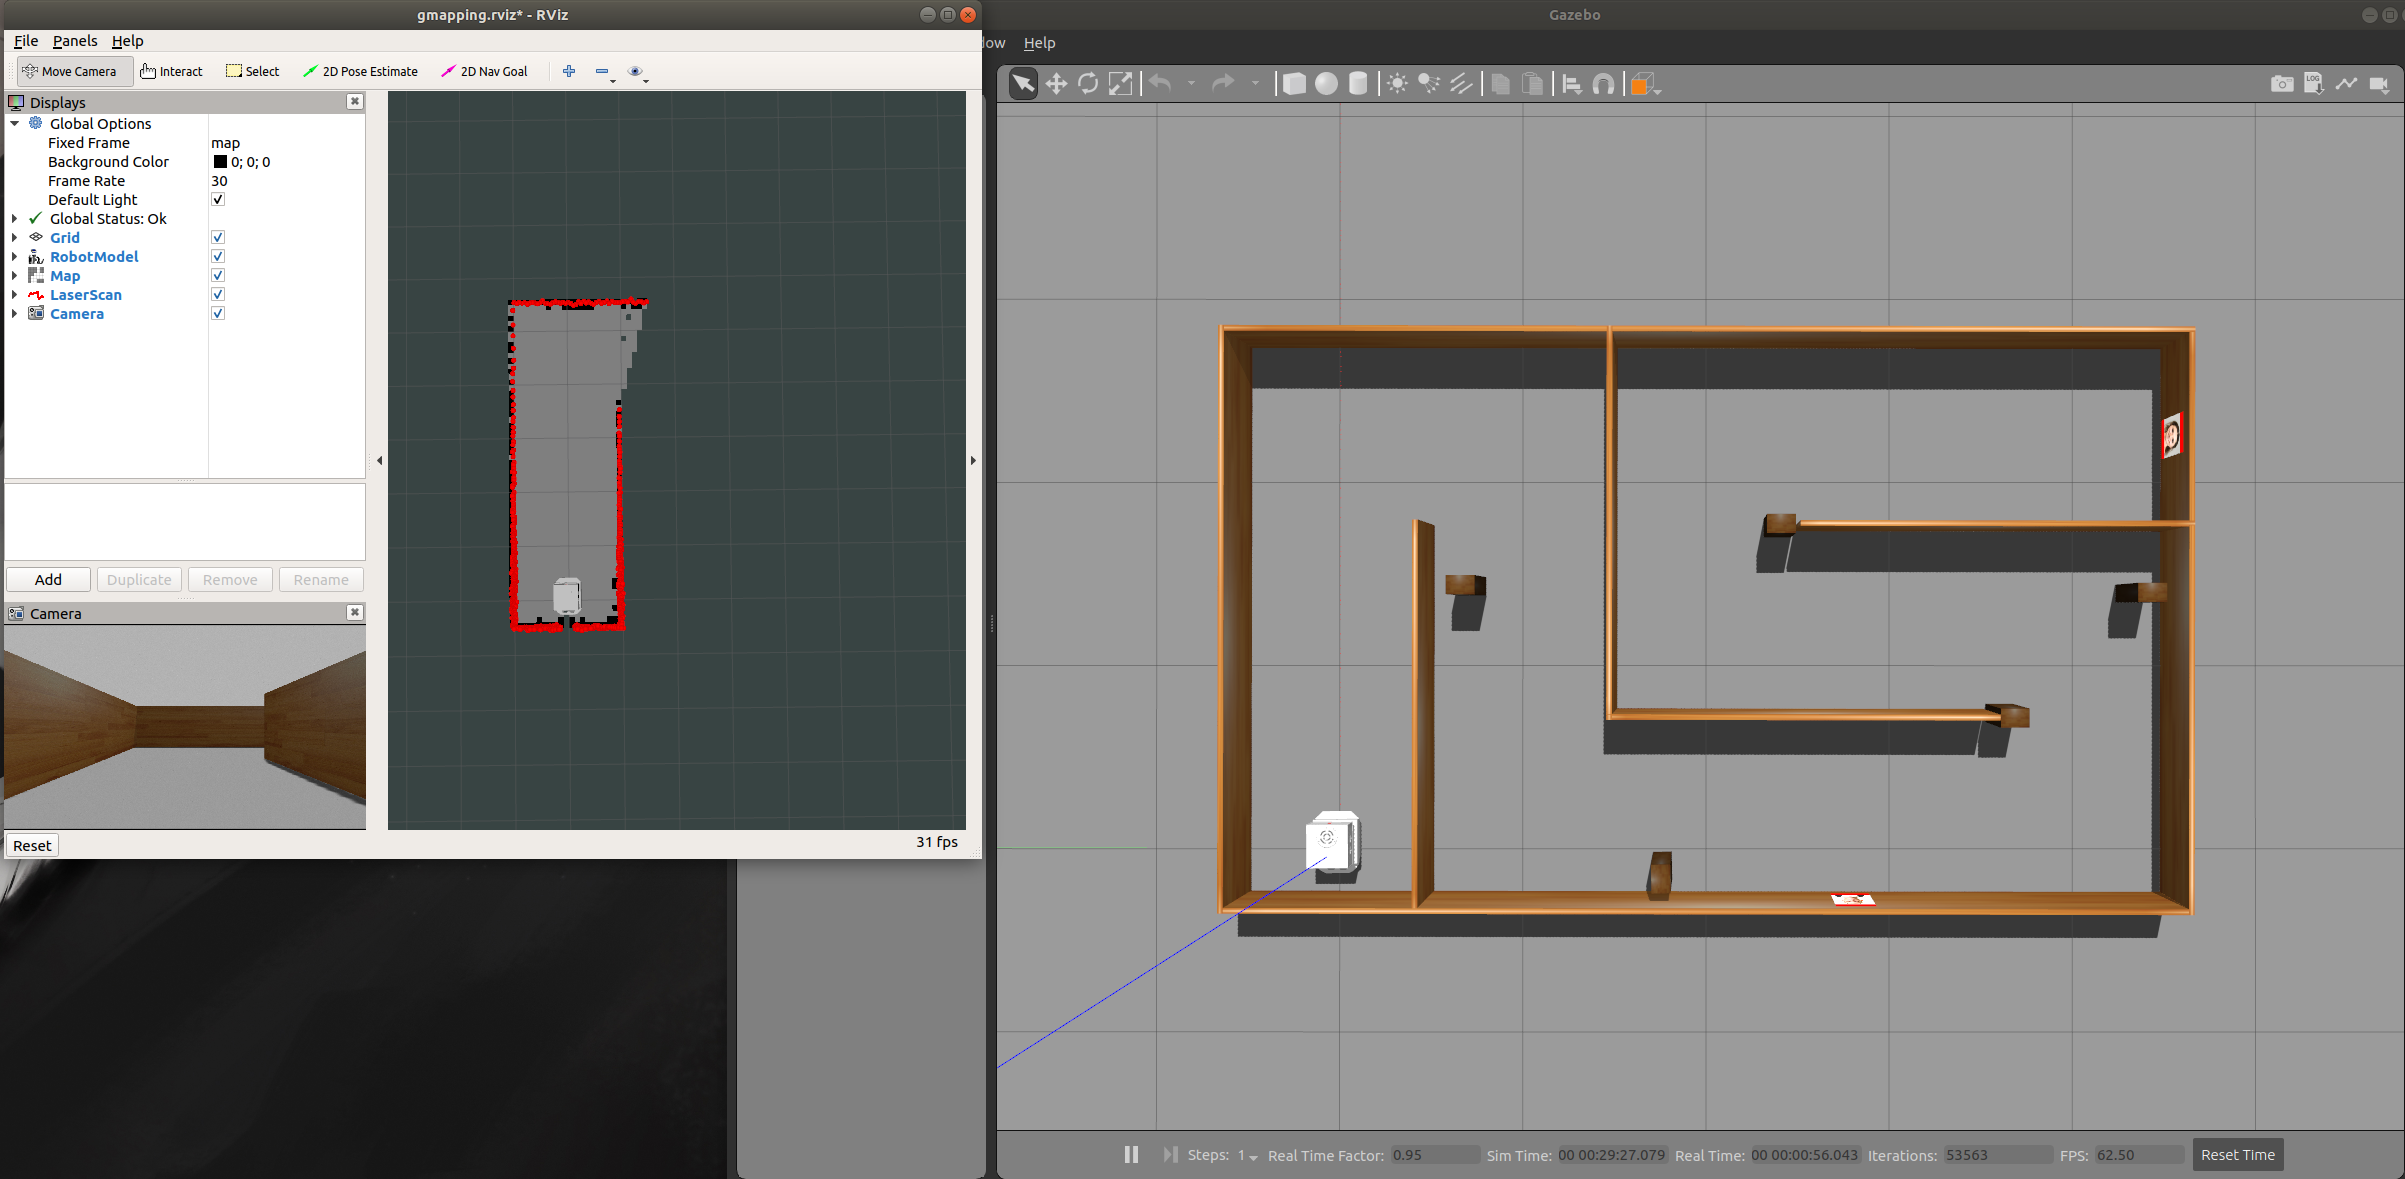 gmapping.rviz* - RViz
File Panels Help
Move Camera Interact Select 2D Pose Estimate 2D Nav Goal
Displays
Global Options
Fixed Frame map
Background Color 0; 0; 0
Frame Rate 30
Default Light
Global Status: Ok
Grid
RobotModel
Map
LaserScan
Camera
Add Duplicate Remove Rename
Camera
Reset
31 fps
Gazebo
dow Help
LOG
Steps: 1 Real Time Factor: 0.95 Sim Time: 00 00:29:27.079 Real Time: 00 00:00:56.043 Iterations: 53563 FPS: 62.50 Reset Time